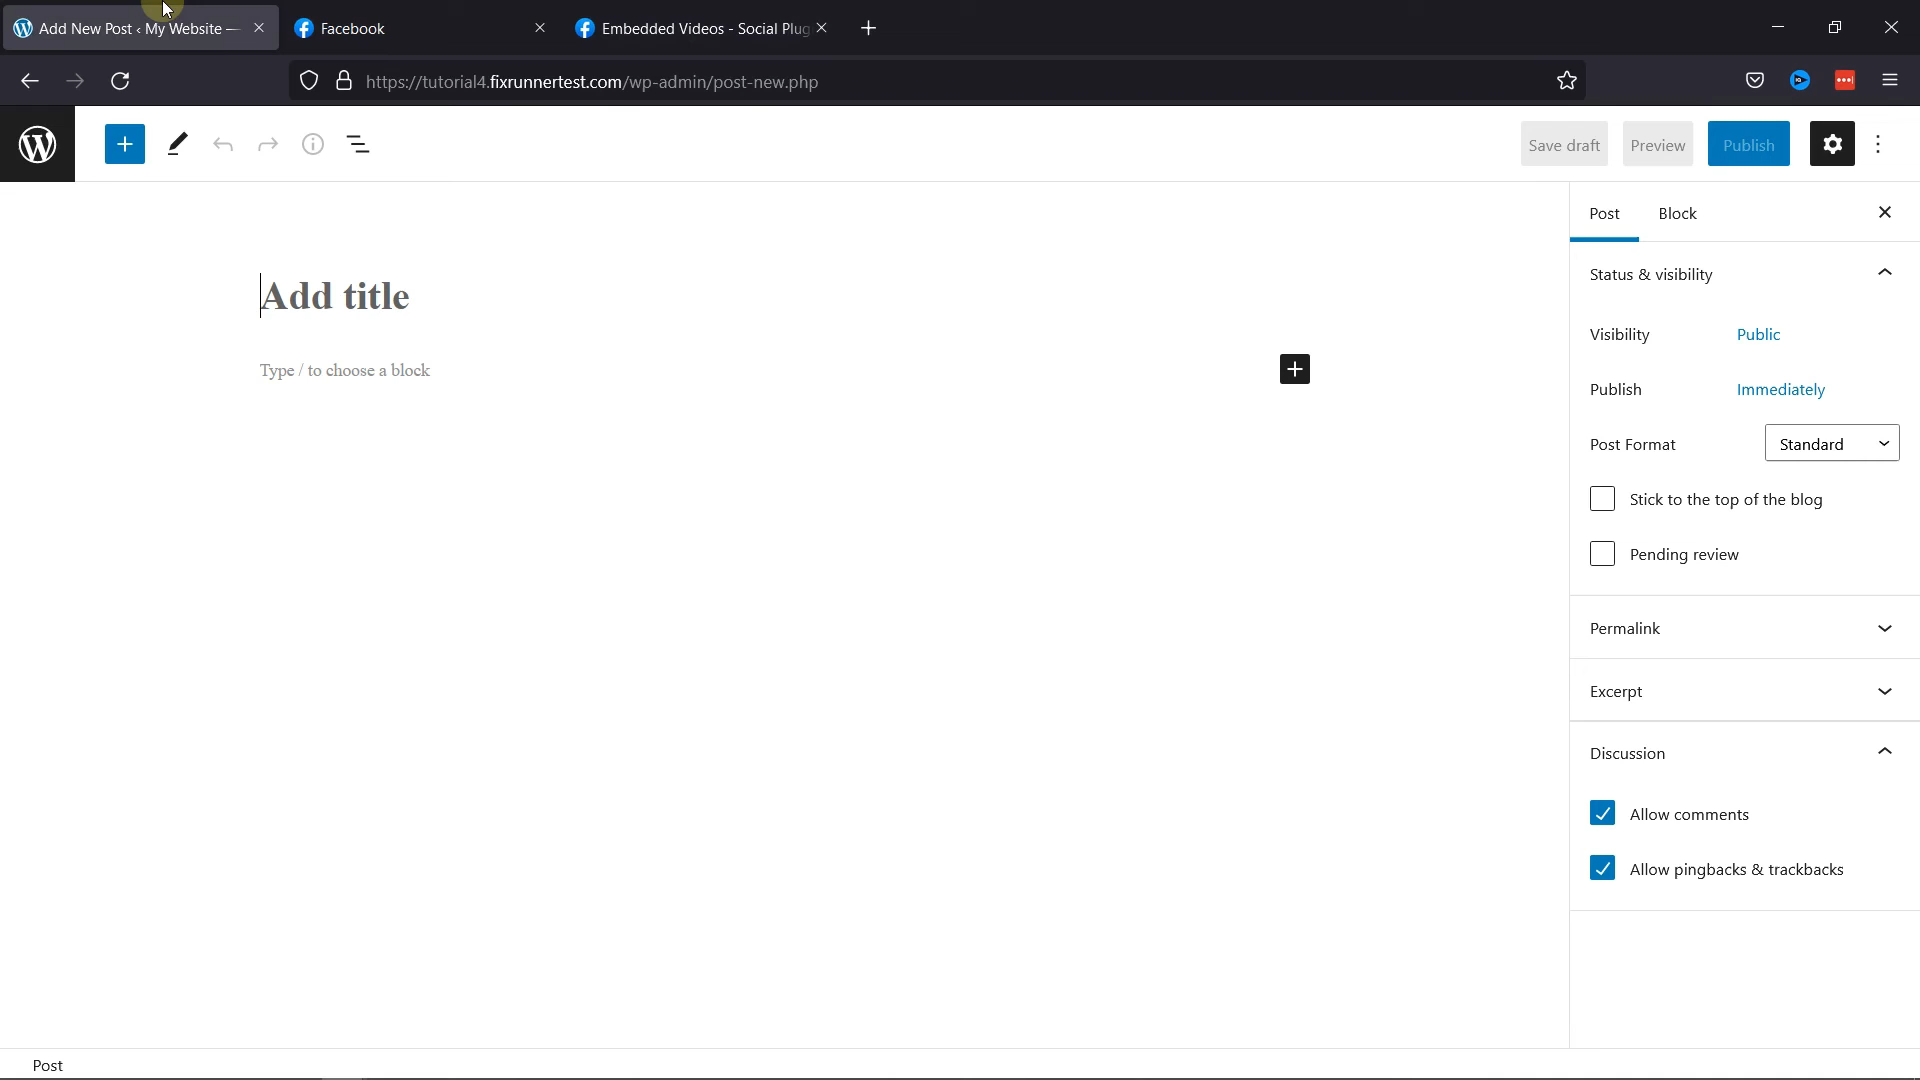 Add New Post ‹ My Website —
Facebook
Embedded Videos - Social Plug
https://tutorial4.fixrunnertest.com/wp-admin/post-new.php
Save draft
Preview
Publish
Post
Block
Add title
Type / to choose a block
Status & visibility
Visibility
Public
Publish
Immediately
Post Format
Standard
Stick to the top of the blog
Pending review
Permalink
Excerpt
Discussion
Allow comments
Allow pingbacks & trackbacks
Post